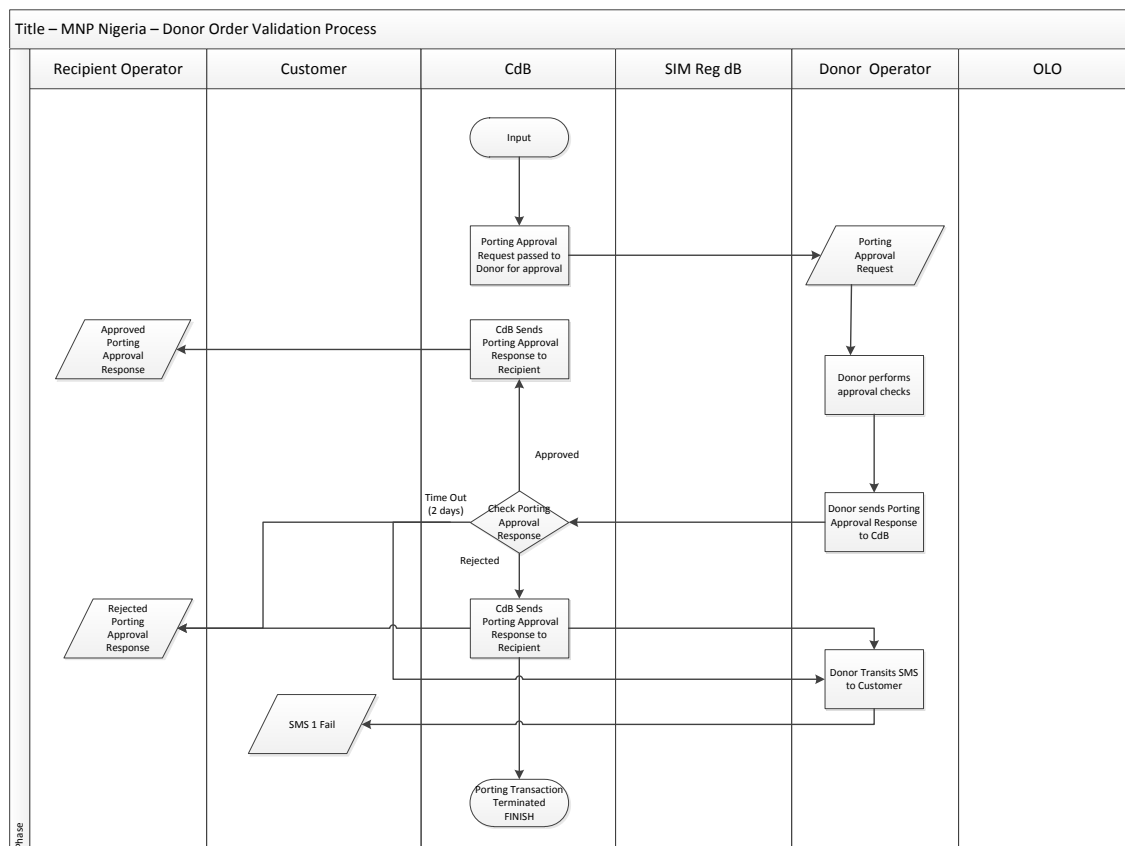 Title – MNP Nigeria – Donor Order Validation Process
Recipient Operator
Customer
CdB
SIM Reg dB
Donor  Operator
OLO
Input
Porting Approval
Request passed to
Donor for approval
Porting
Approval
Request
Approved
Porting
Approval
Response
CdB Sends
Porting Approval
Response to
Recipient
Donor performs
approval checks
Approved
Time Out
(2 days)
Check Porting
Approval
Response
Donor sends Porting
Approval Response
to CdB
Rejected
Rejected
Porting
Approval
Response
CdB Sends
Porting Approval
Response to
Recipient
Donor Transits SMS
to Customer
SMS 1 Fail
Porting Transaction
Terminated
FINISH
Phase